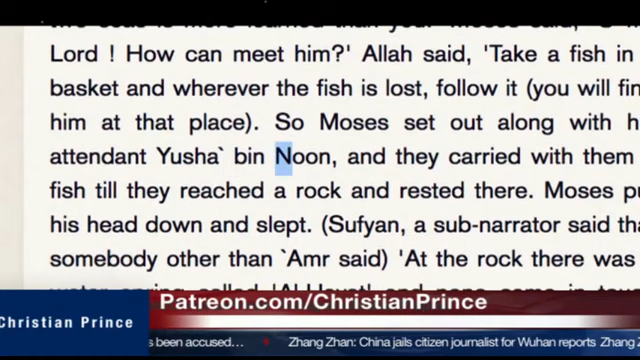 Lord ! How can meet him?' Allah said, 'Take a fish in
basket and wherever the fish is lost, follow it (you will
him at that place). So Moses set out along with
attendant Yusha` bin Noon, and they carried with them
fish till they reached a rock and rested there. Moses
his head down and slept. (Sufyan, a sub-narrator said
somebody other than `Amr said) 'At the rock there was
Patreon.com/ChristianPrince
Christian Prince
s been accused... Zhang Zhan: China jails citizen journalist for Wuhan reports Zhang